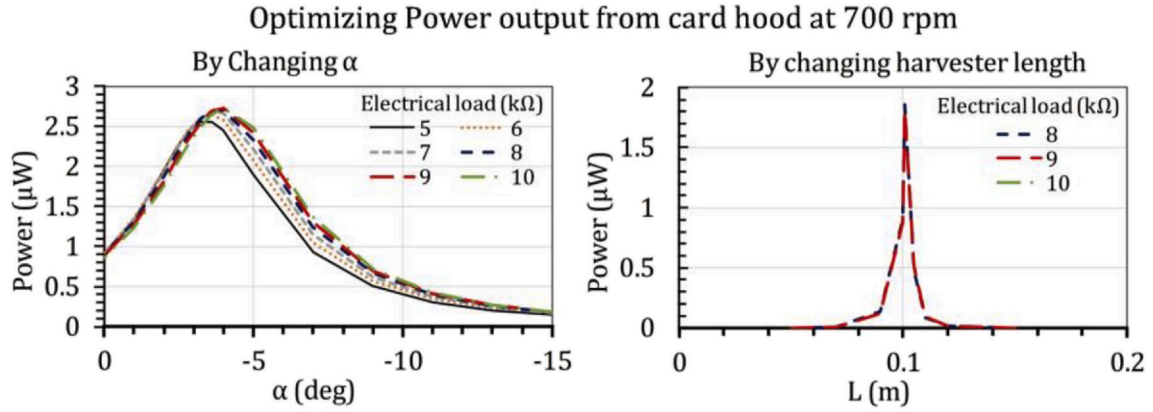 Optimizing Power output from card hood at 700 rpm
By Changing α
Power (μW)
3
2.5
2
1.5
1
0.5
0
Electrical load (kΩ)
5 6
7 8
9 10
0 -5 -10 -15
α (deg)
By changing harvester length
Power (μW)
2
1.5
1
0.5
0
Electrical load (kΩ)
8
9
10
0 0.1 0.2
L (m)